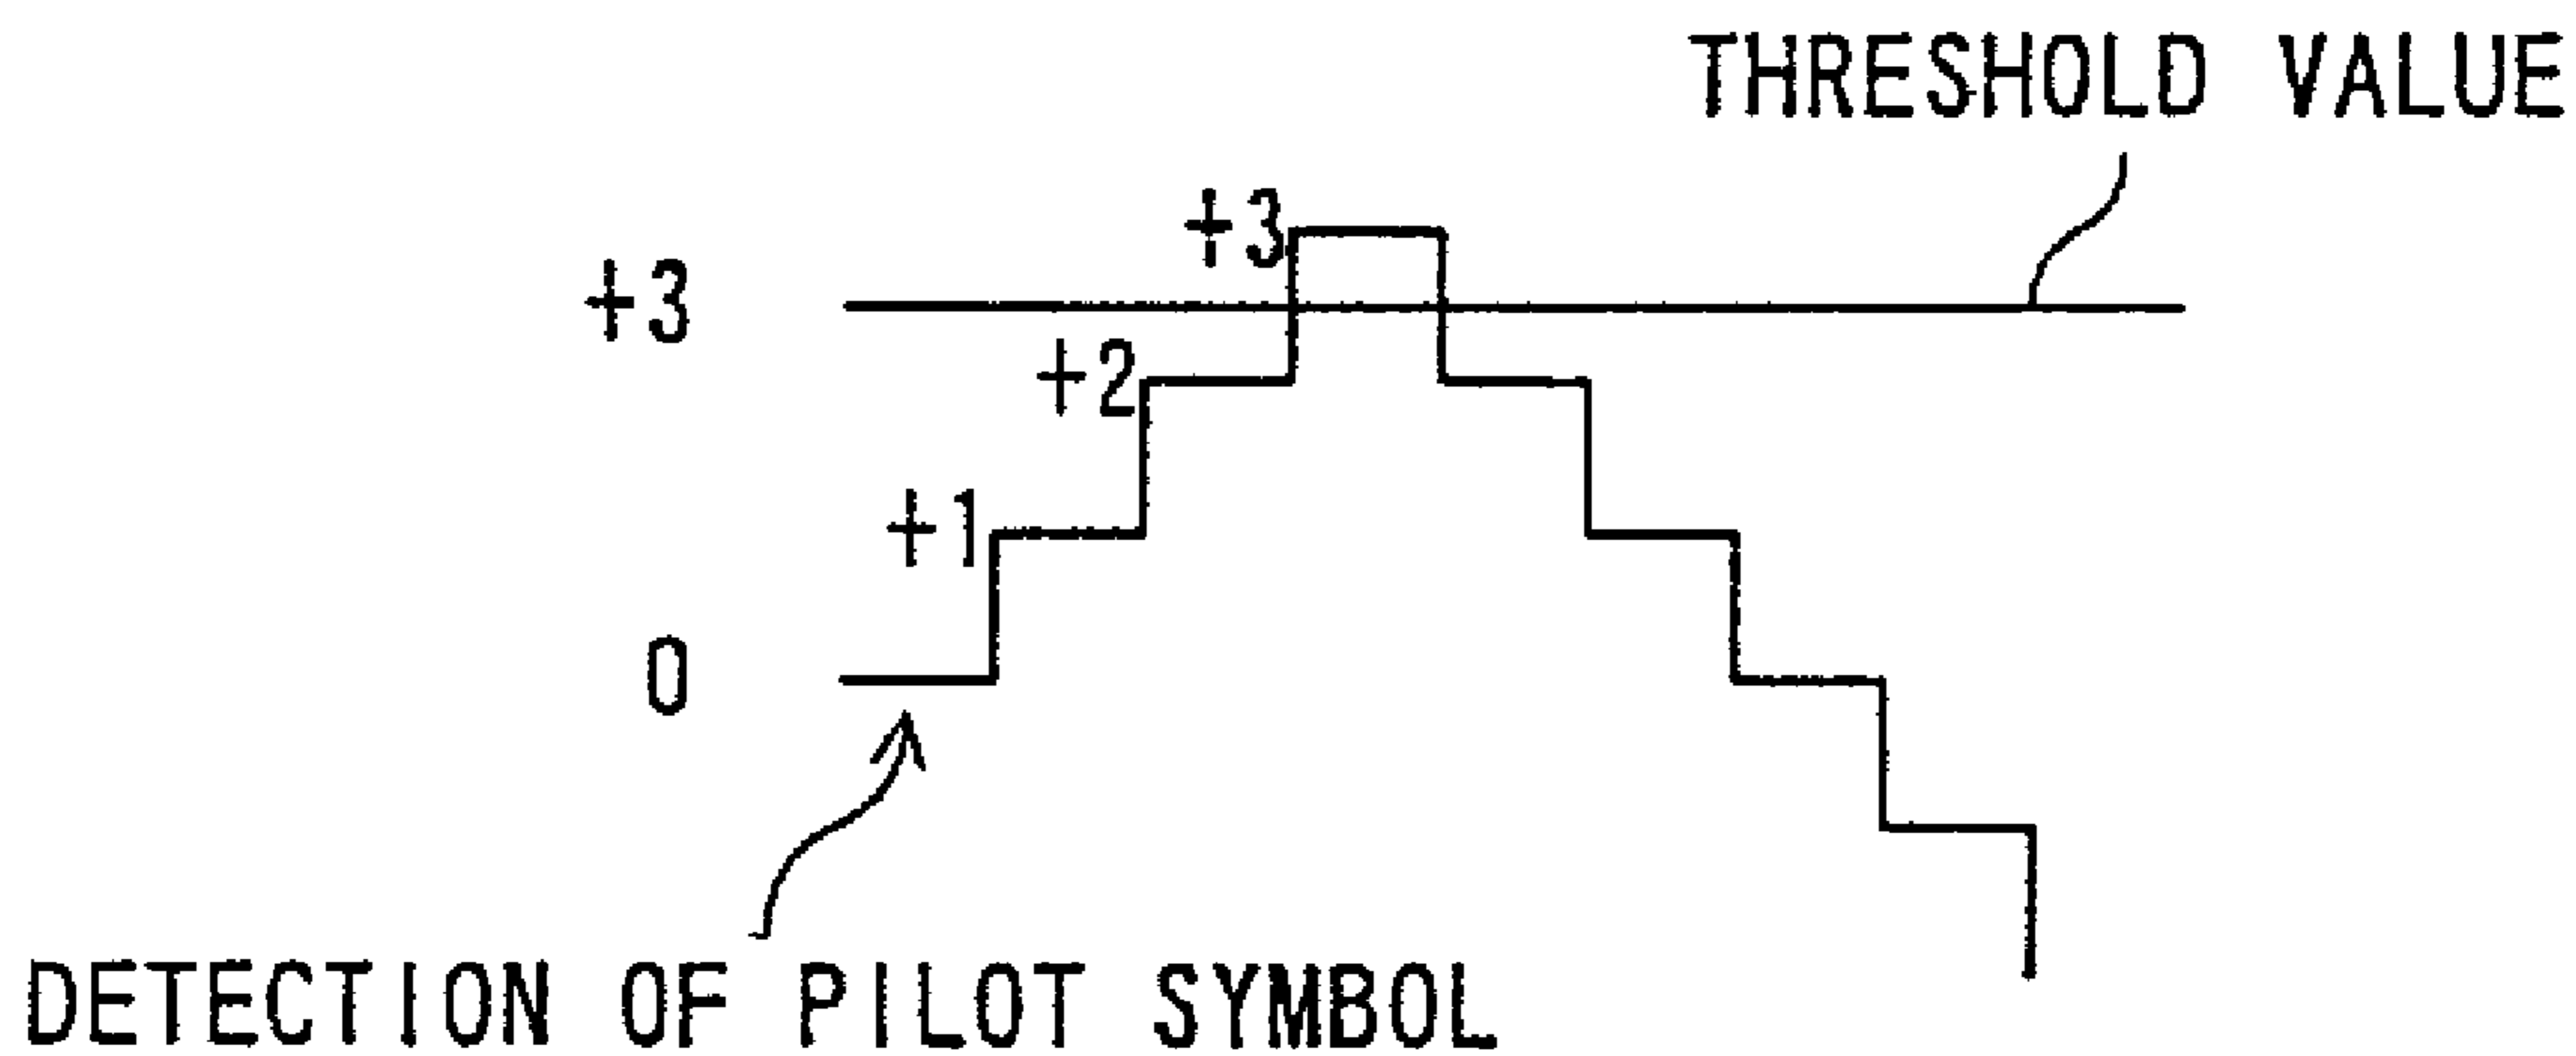 THRESHOLD VALUE
+3
+3
+2
+1
0
DETECTION OF PILOT SYMBOL